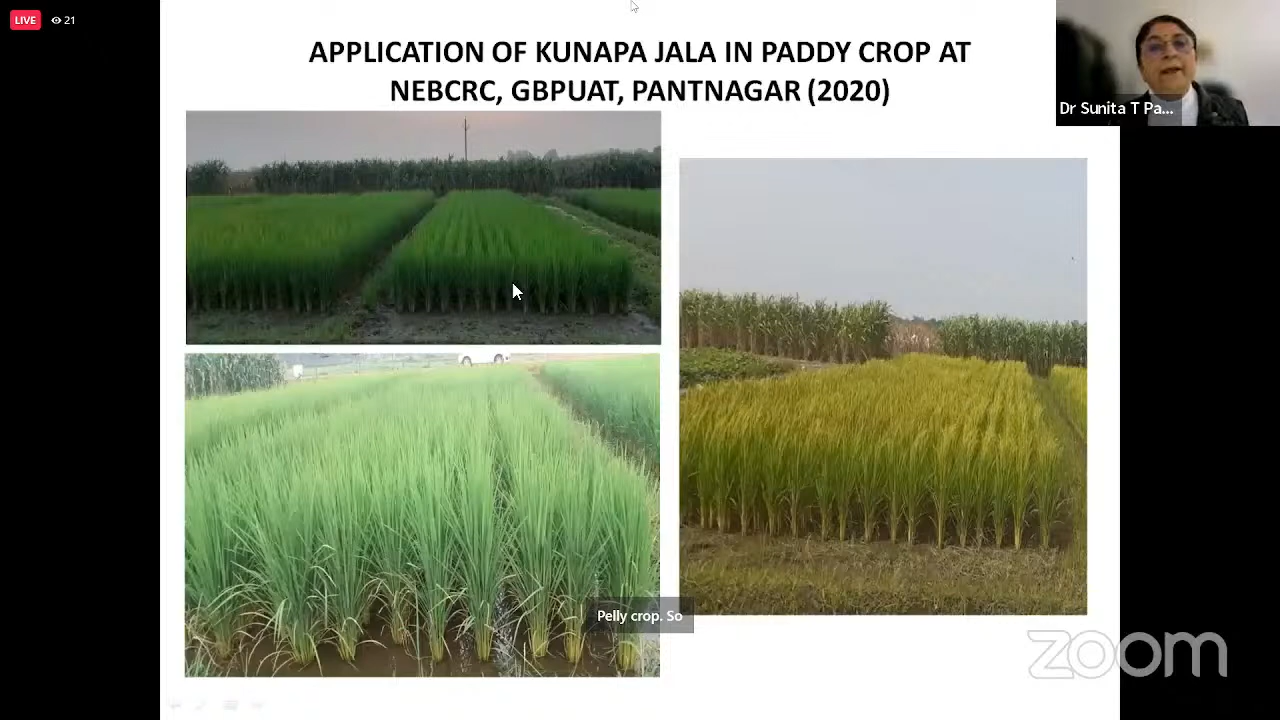 LIVE
21
APPLICATION OF KUNAPA JALA IN PADDY CROP AT
NEBCRC, GBPUAT, PANTNAGAR (2020)
Dr Sunita T Pa...
Pelly crop. So
zoom